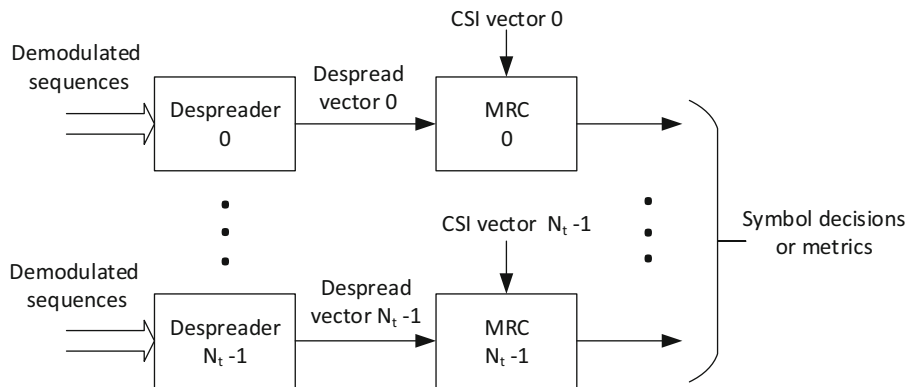 CSI vector 0
Demodulated
sequences
Despreader
0
Despread
vector 0
MRC
0
CSI vector N_t -1
Symbol decisions
or metrics
Demodulated
sequences
Despreader
N_t -1
Despread
vector N_t -1
MRC
N_t -1